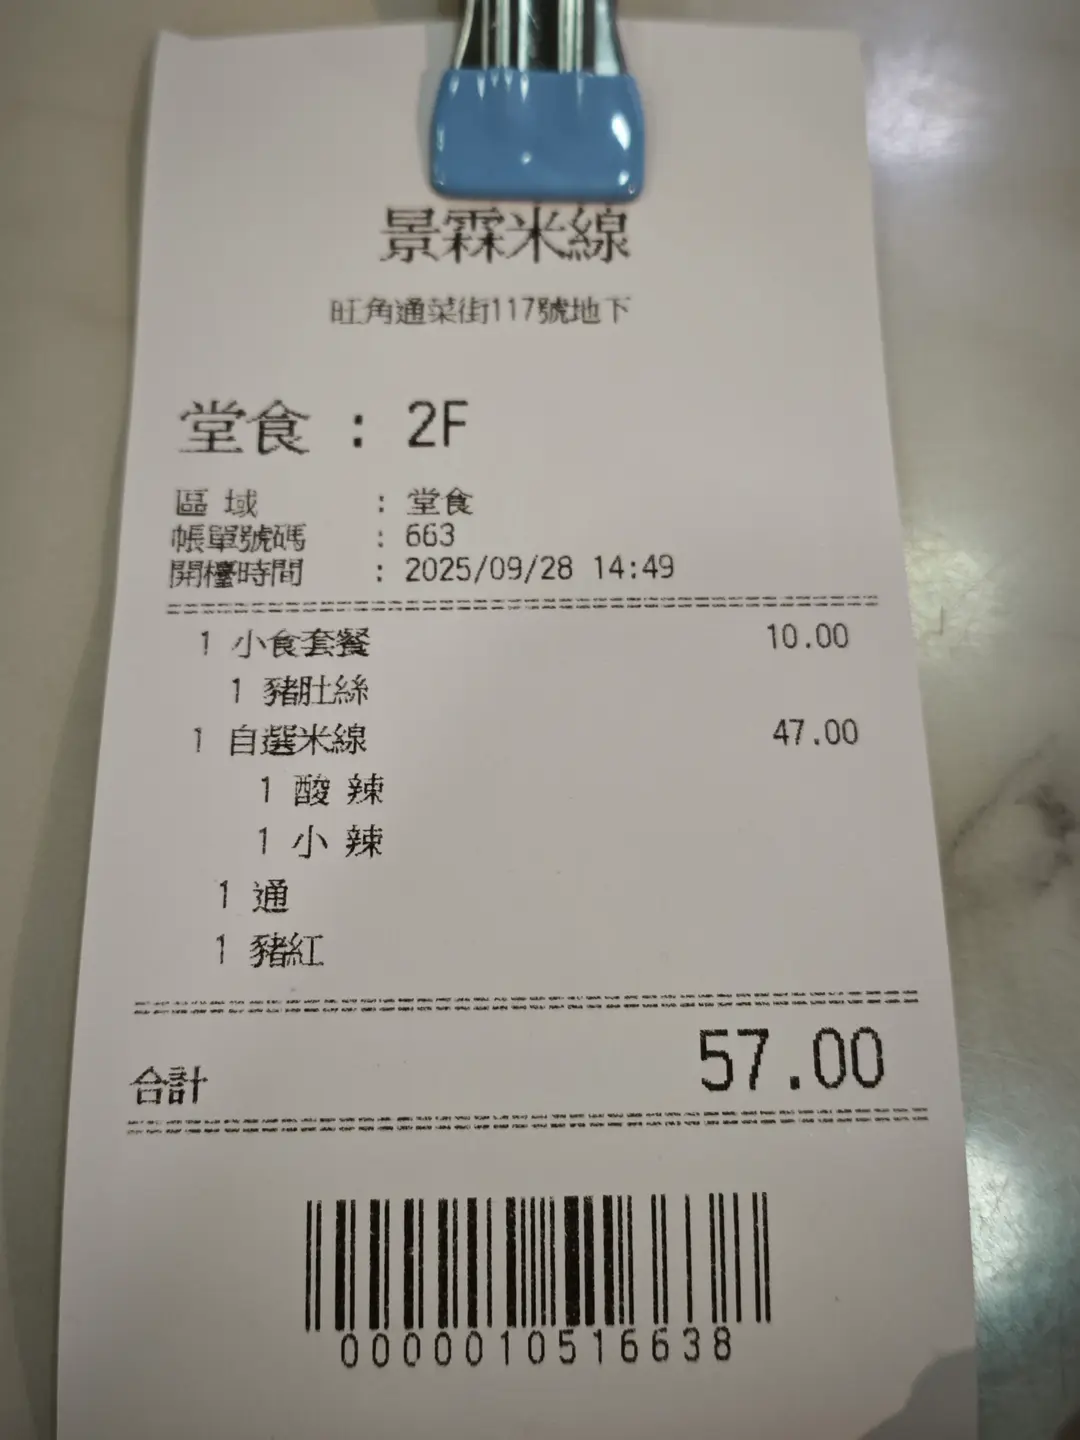 景霖米線
旺角通菜街117號地下
堂食 : 2F
區 域 : 堂食
帳單號碼 : 663
開檯時間 : 2025/09/28 14:49
1 小食套餐 10.00
1 豬肚絲
1 自選米線 47.00
1 酸 辣
1 小 辣
1 通
1 豬紅
合計 57.00
0000010516638